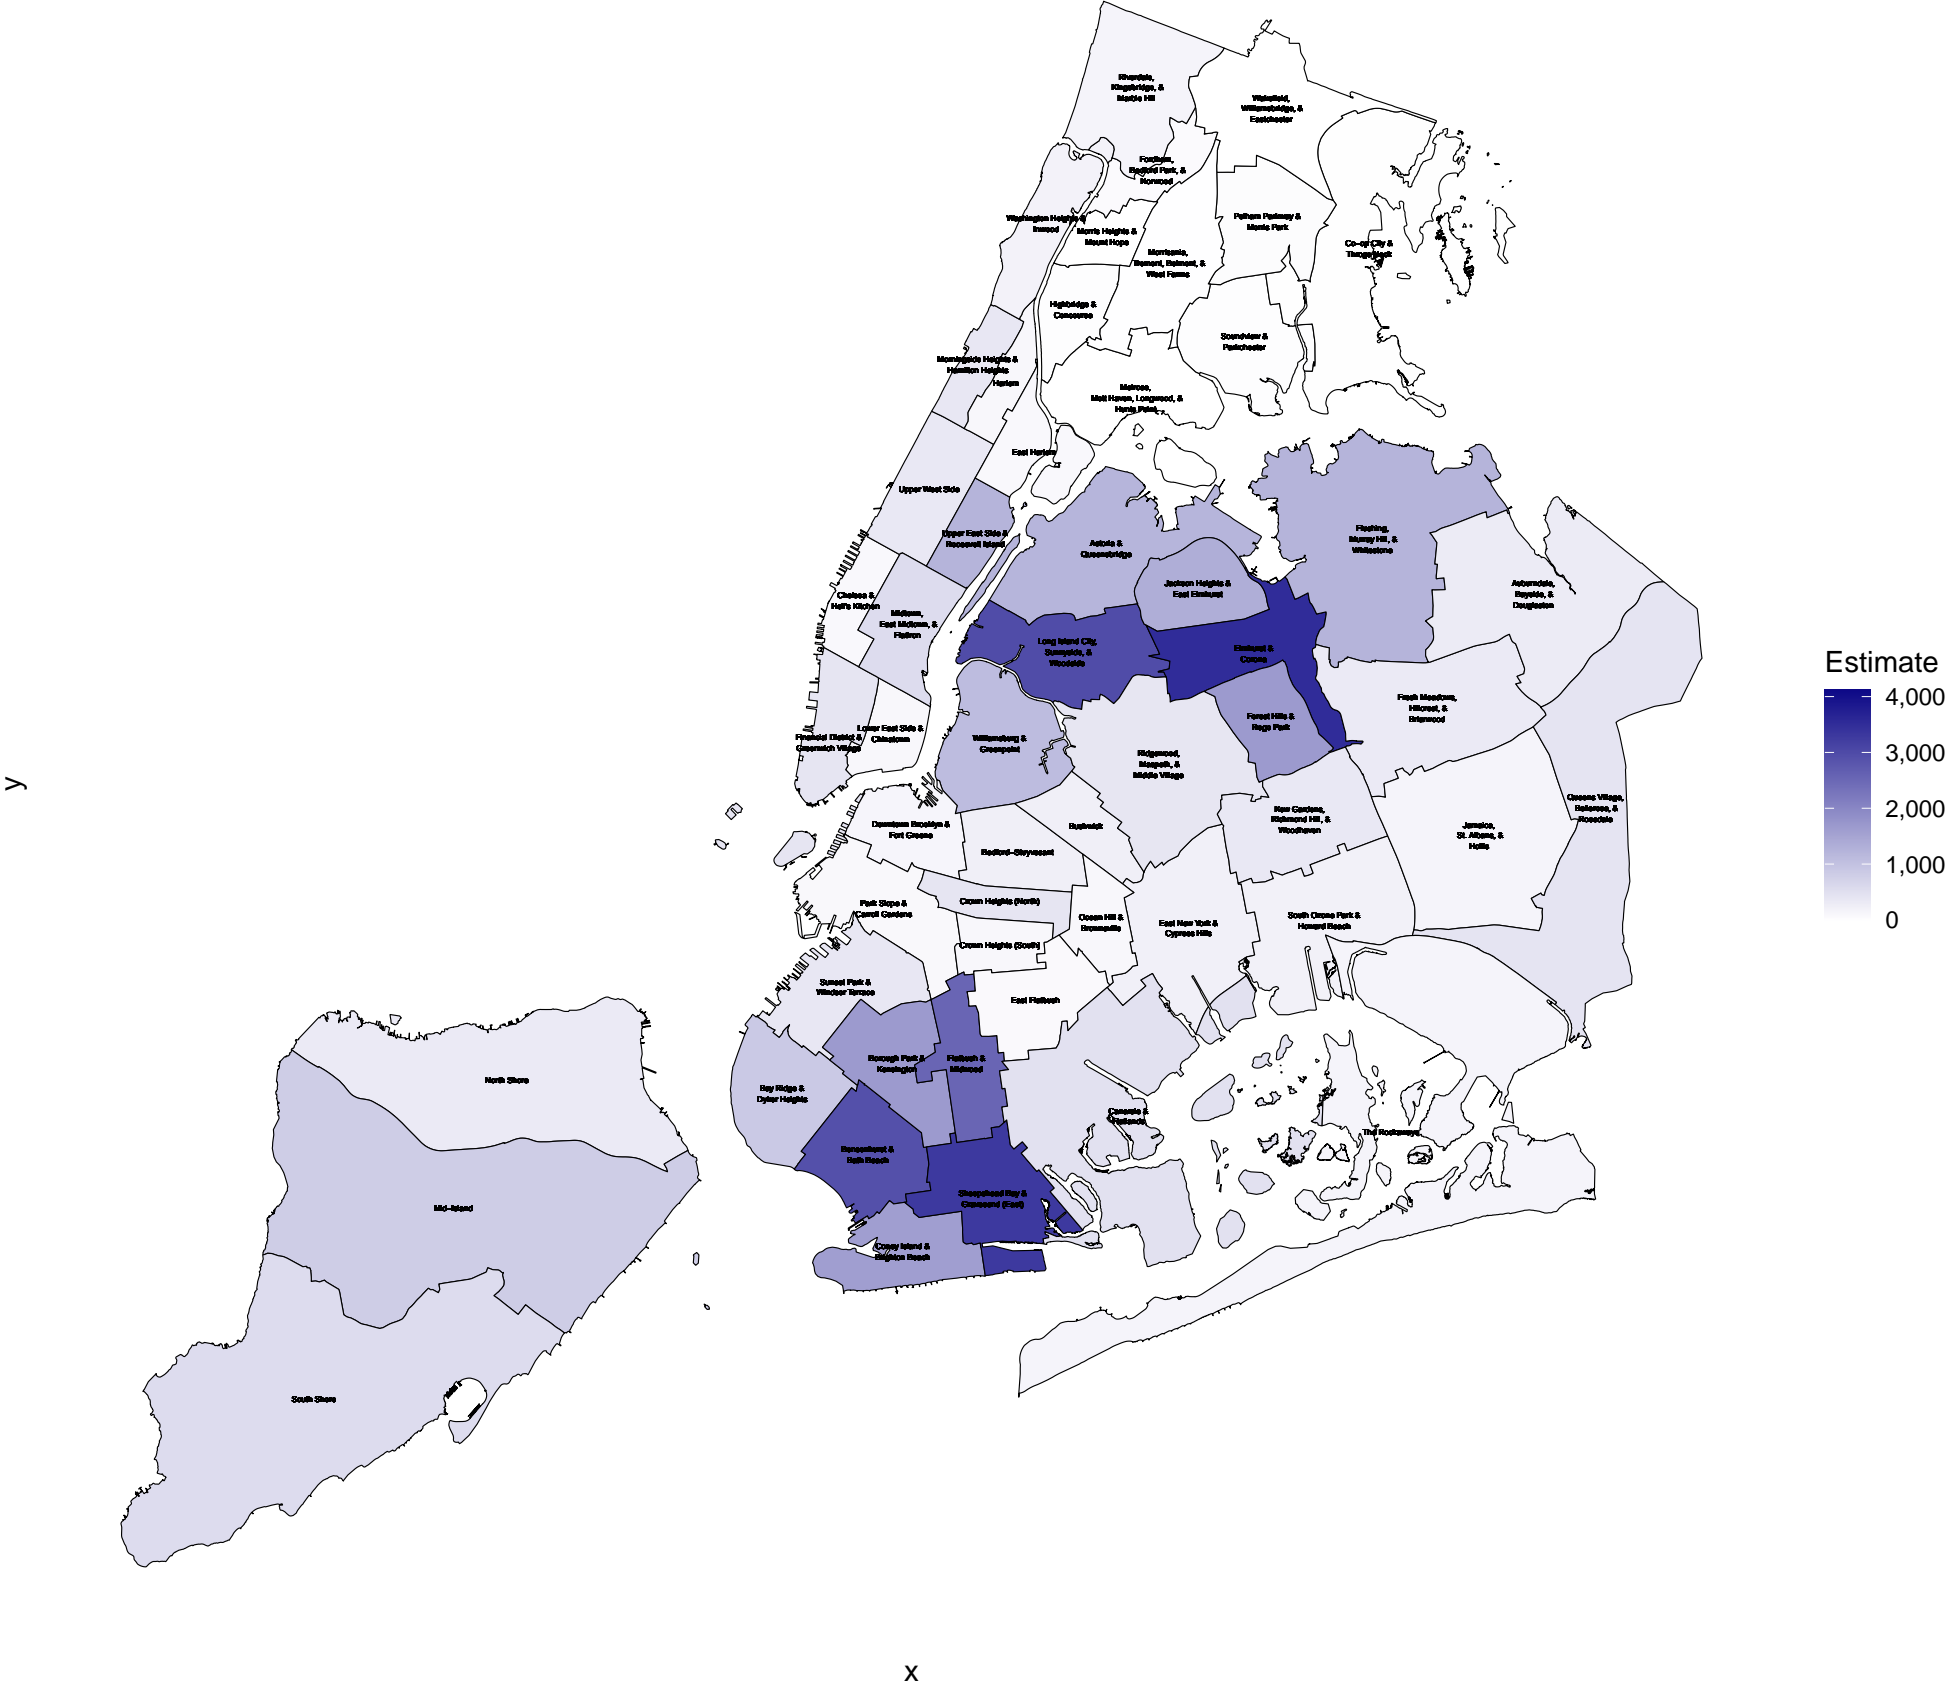 Riverdale,
Kingsbridge, &
Marble Hill
Wakefield,
Williamsbridge, &
Eastchester
Fordham,
Bedford Park, &
Norwood
Washington Heights &
Inwood
Morris Heights &
Mount Hope
Pelham Parkway &
Morris Park
Co-op City &
Throgs Neck
Morrisania,
Tremont, Belmont, &
West Farms
Highbridge &
Concourse
Soundview &
Parkchester
Morningside Heights &
Hamilton Heights
Harlem
Melrose,
Mott Haven, Longwood, &
Hunts Point
East Harlem
Upper West Side
Upper East Side &
Roosevelt Island
Astoria &
Queensbridge
Flushing,
Murray Hill, &
Whitestone
Jackson Heights &
East Elmhurst
Auburndale,
Bayside, &
Douglaston
Chelsea &
Hell's Kitchen
Midtown,
East Midtown, &
Flatiron
Long Island City,
Sunnyside, &
Woodside
Elmhurst &
Corona
Estimate
4,000
3,000
2,000
1,000
0
Fresh Meadows,
Hillcrest, &
Briarwood
Forest Hills &
Rego Park
Financial District &
Greenwich Village
Lower East Side &
Chinatown
Williamsburg &
Greenpoint
Ridgewood,
Maspeth, &
Middle Village
y
Queens Village,
Bellerose, &
Rosedale
Kew Gardens,
Richmond Hill, &
Woodhaven
Jamaica,
St. Albans, &
Hollis
Downtown Brooklyn &
Fort Greene
Bushwick
Bedford-Stuyvesant
Park Slope &
Carroll Gardens
Crown Heights (North)
Ocean Hill &
Brownsville
East New York &
Cypress Hills
South Ozone Park &
Howard Beach
Crown Heights (South)
Sunset Park &
Windsor Terrace
East Flatbush
Borough Park &
Kensington
Flatbush &
Midwood
Bay Ridge &
Dyker Heights
North Shore
Canarsie &
Flatlands
The Rockaways
Bensonhurst &
Bath Beach
Sheepshead Bay &
Gravesend (East)
Mid-Island
Coney Island &
Brighton Beach
South Shore
x